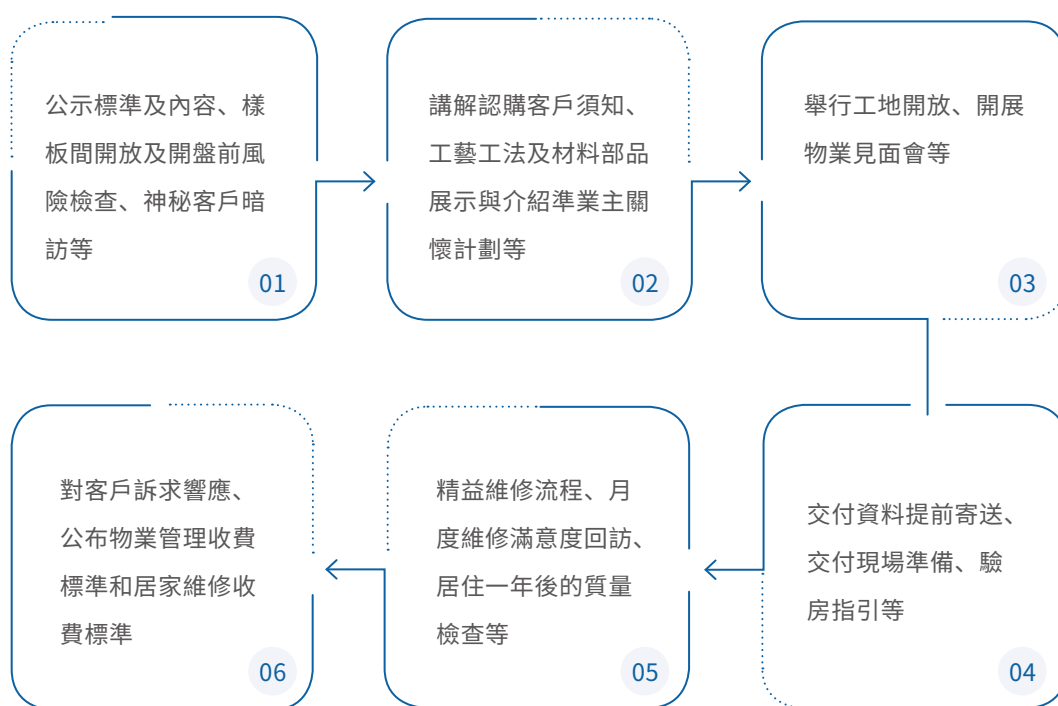 公示標準及內容、樣
板間開放及開盤前風
險檢查、神秘客戶暗
訪等
01
講解認購客戶須知、
工藝工法及材料部品
展示與介紹準業主關
懷計劃等
02
舉行工地開放、開展
物業見面會等
03
交付資料提前寄送、
交付現場準備、驗
房指引等
04
精益維修流程、月
度維修滿意度回訪、
居住一年後的質量
檢查等
05
對客戶訴求響應、
公布物業管理收費
標準和居家維修收
費標準
06